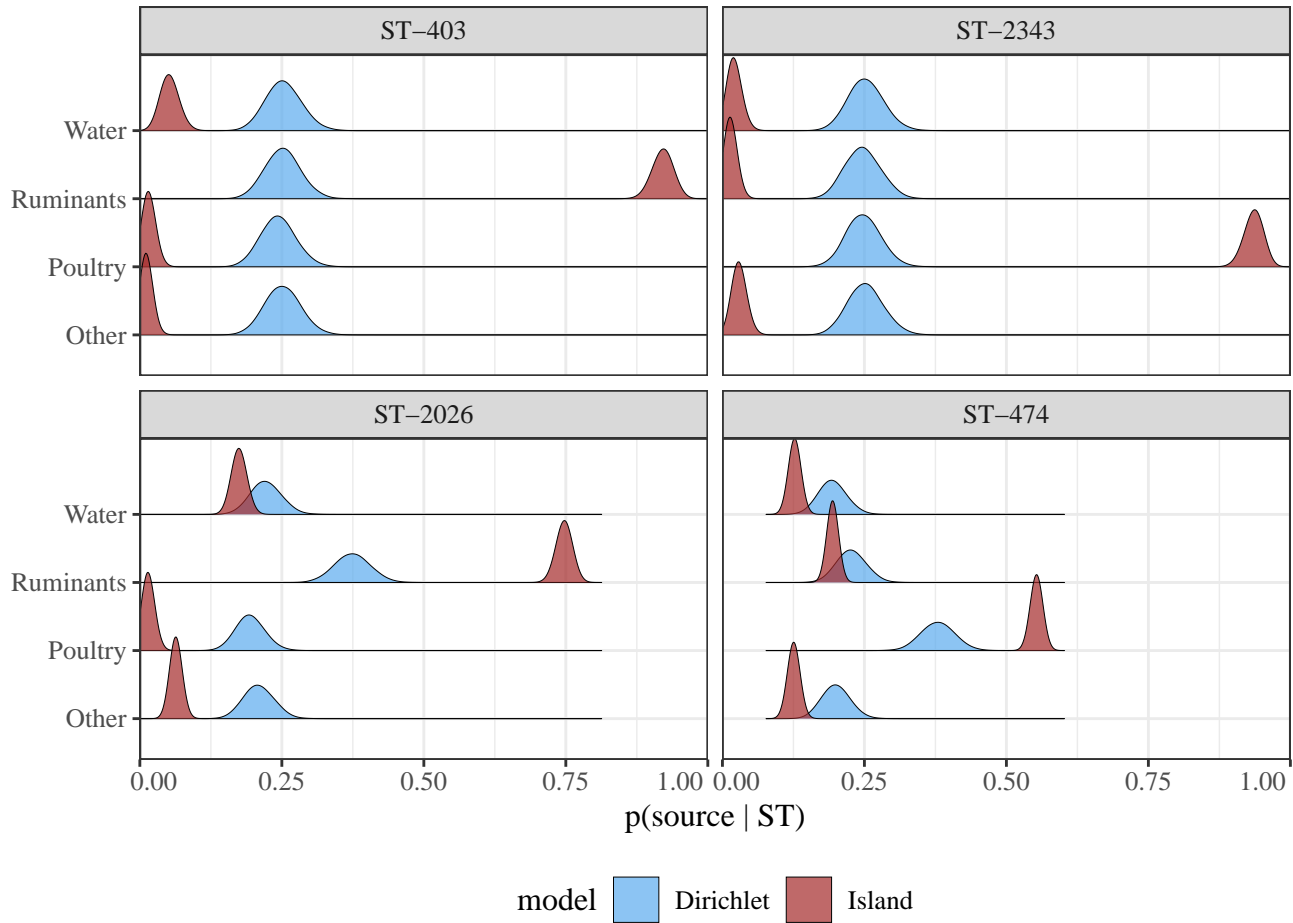 ST−403
ST−2343
Water
Ruminants
Poultry
Other
ST−2026
ST−474
Water
Ruminants
Poultry
Other
0.00 0.25 0.50 0.75 1.00 0.00 0.25 0.50 0.75 1.00
p(source | ST)
model Dirichlet Island